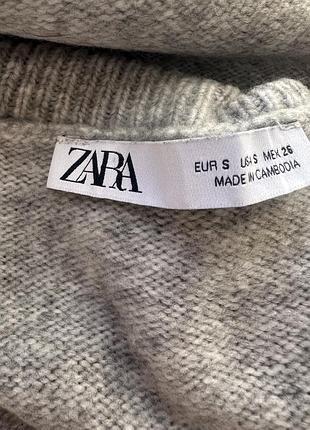 ZARA
EUR S USA S MEX 26
MADE IN CAMBODIA